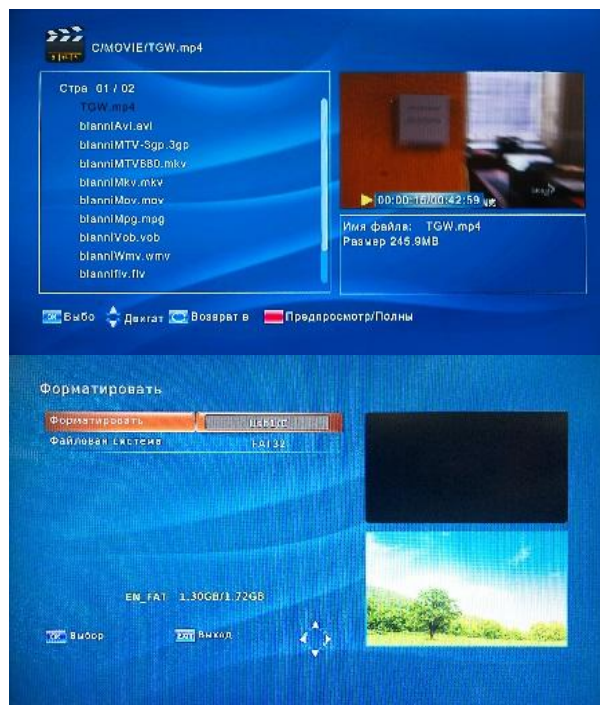 C/MOVIE/TGW.mp4
Стра 01 / 02
TGW.mp4
blanniAvi.avi
blanniMTV-Sgp.3gp
blanniMTV880.mkv
blanniMkv.mkv
blanniMov.mov
blanniMpg.mpg
blanniVob.vob
blanniWmv.wmv
blanniflv.flv
00:00:16/00:42:59
Имя файла: TGW.mp4
Размер 246.9MB
OK Выбо Двигат Возврат в Предпросмотр/Полны
Форматировать
Форматировать usb1(C
Файловая система FAT32
EN_FAT 1.30GB/1.72GB
OK Выбор EXIT Выход